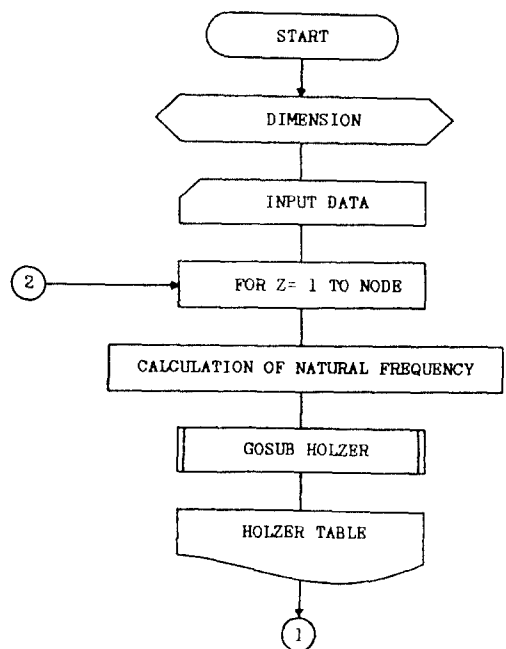 START
DIMENSION
INPUT DATA
2
FOR Z= 1 TO NODE
CALCULATION OF NATURAL FREQUENCY
GOSUB HOLZER
HOLZER TABLE
1